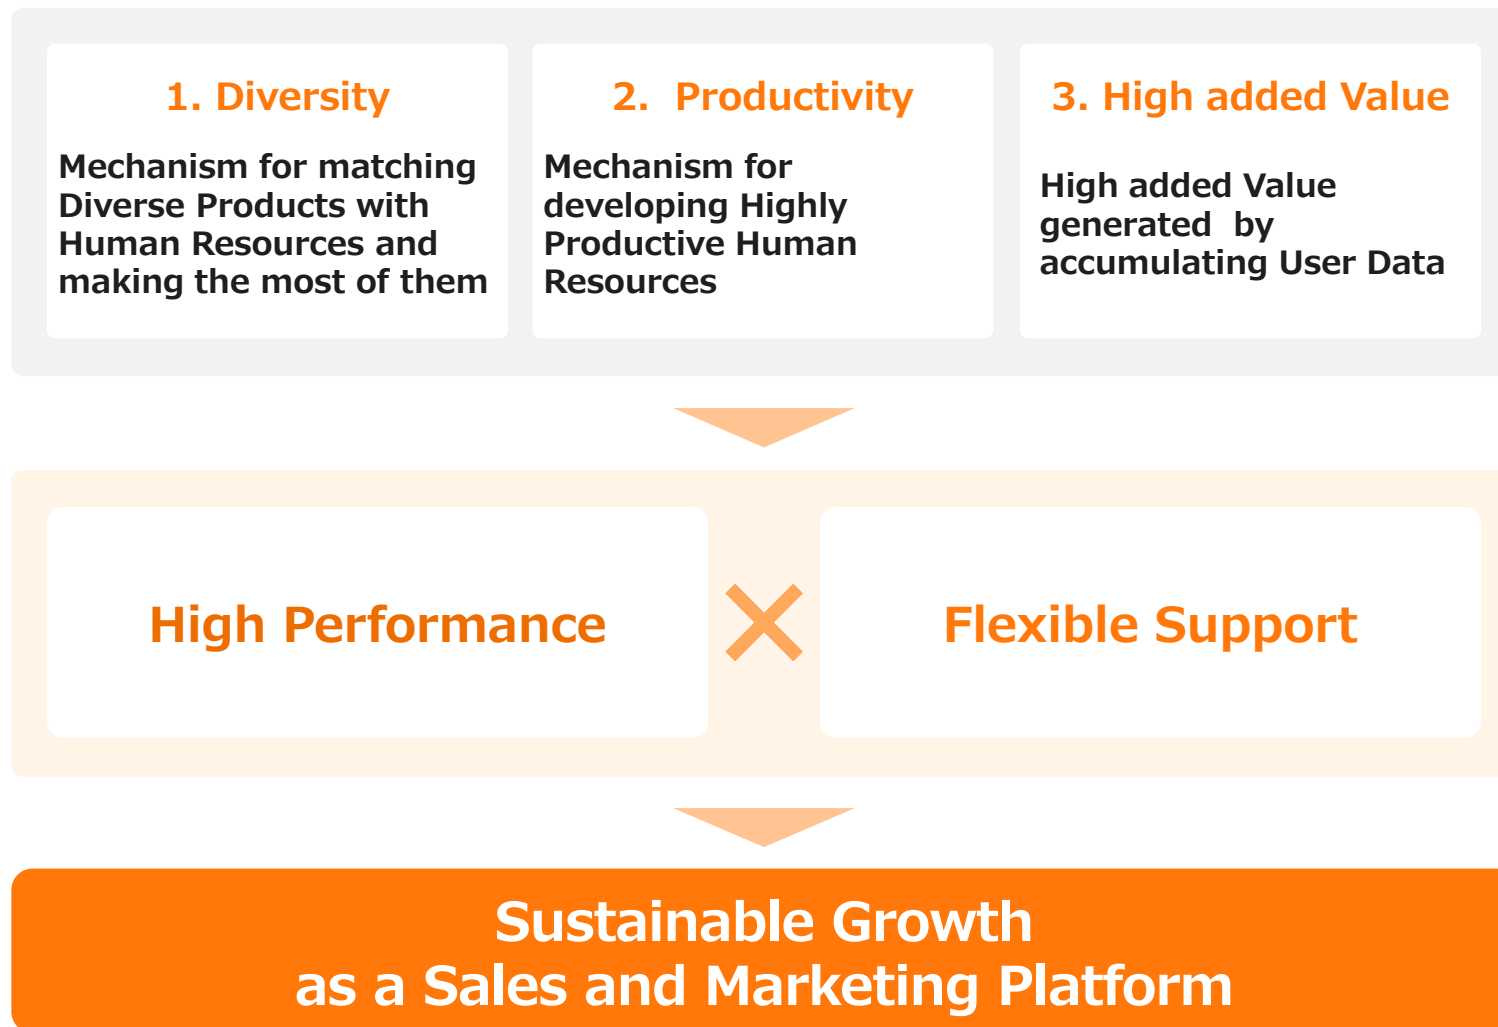 1. Diversity
Mechanism for matching
Diverse Products with
Human Resources and
making the most of them
2. Productivity
Mechanism for
developing Highly
Productive Human
Resources
3. High added Value
High added Value
generated by
accumulating User Data
High Performance
×
Flexible Support
Sustainable Growth
as a Sales and Marketing Platform